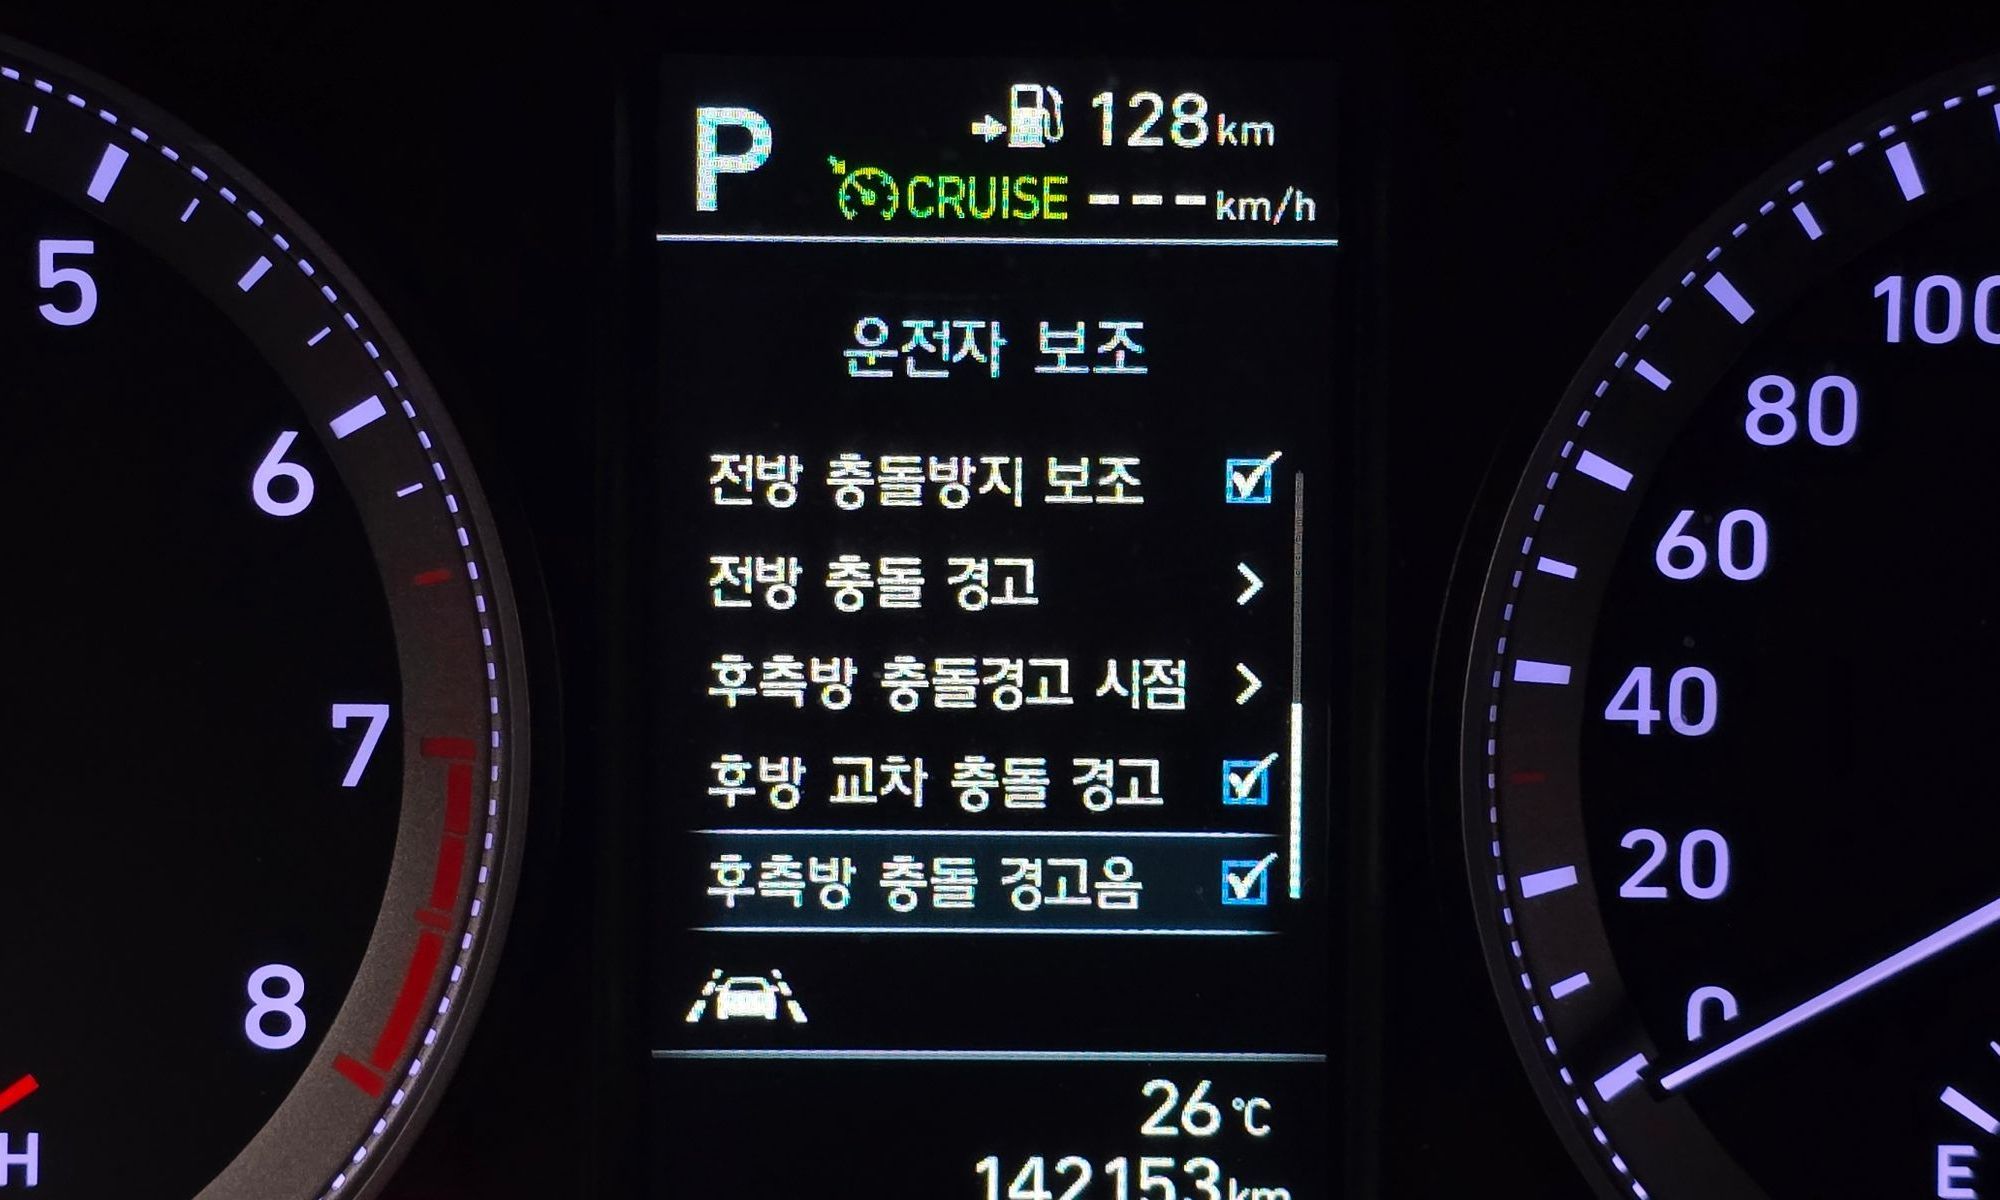 P
128km
CRUISE ---km/h
운전자 보조
전방 충돌방지 보조
전방 충돌 경고
후측방 충돌경고 시점
후방 교차 충돌 경고
후측방 충돌 경고음
26°C
142153km
5
6
7
8
H
100
80
60
40
20
0
E